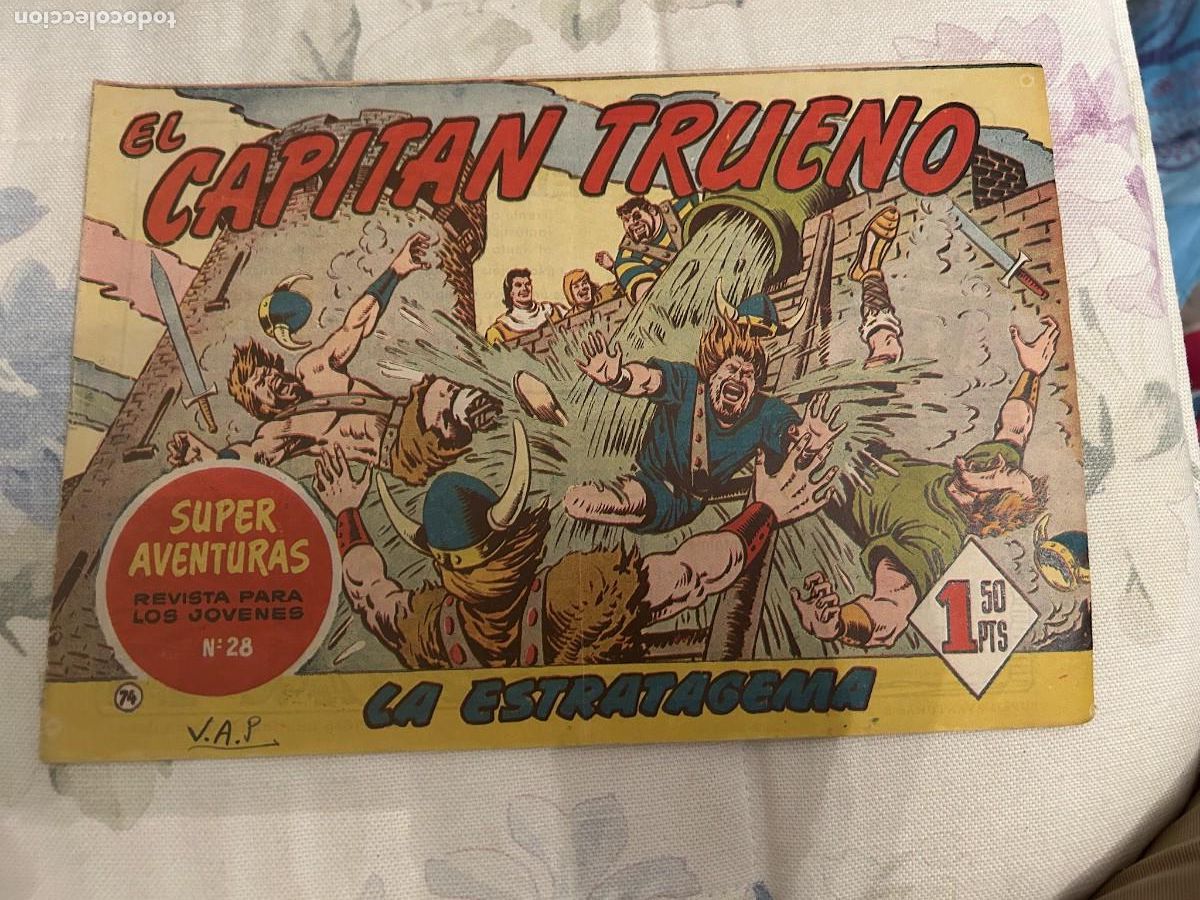 todocoleccion
EL
CAPITAN TRUENO
SUPER
AVENTURAS
REVISTA PARA
LOS JOVENES
Nº 28
1 50
PTS
74
LA ESTRATAGEMA
V.A.P.